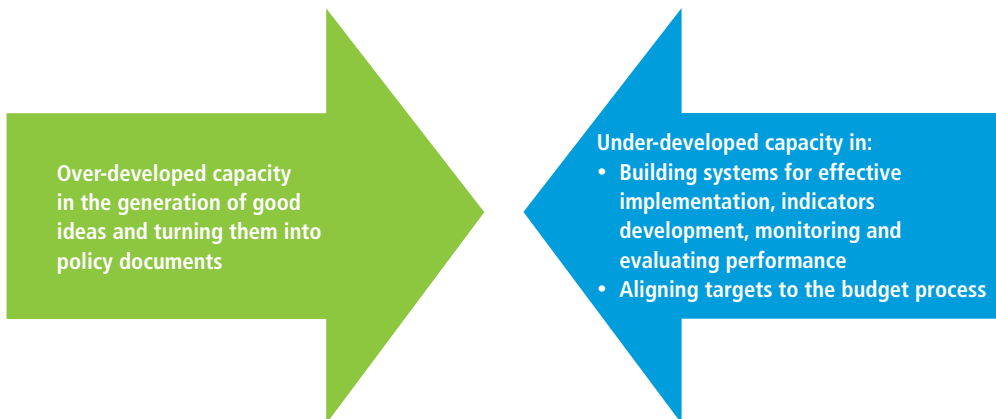 Over-developed capacity
in the generation of good
ideas and turning them into
policy documents
Under-developed capacity in:
• Building systems for effective
implementation, indicators
development, monitoring and
evaluating performance
• Aligning targets to the budget process